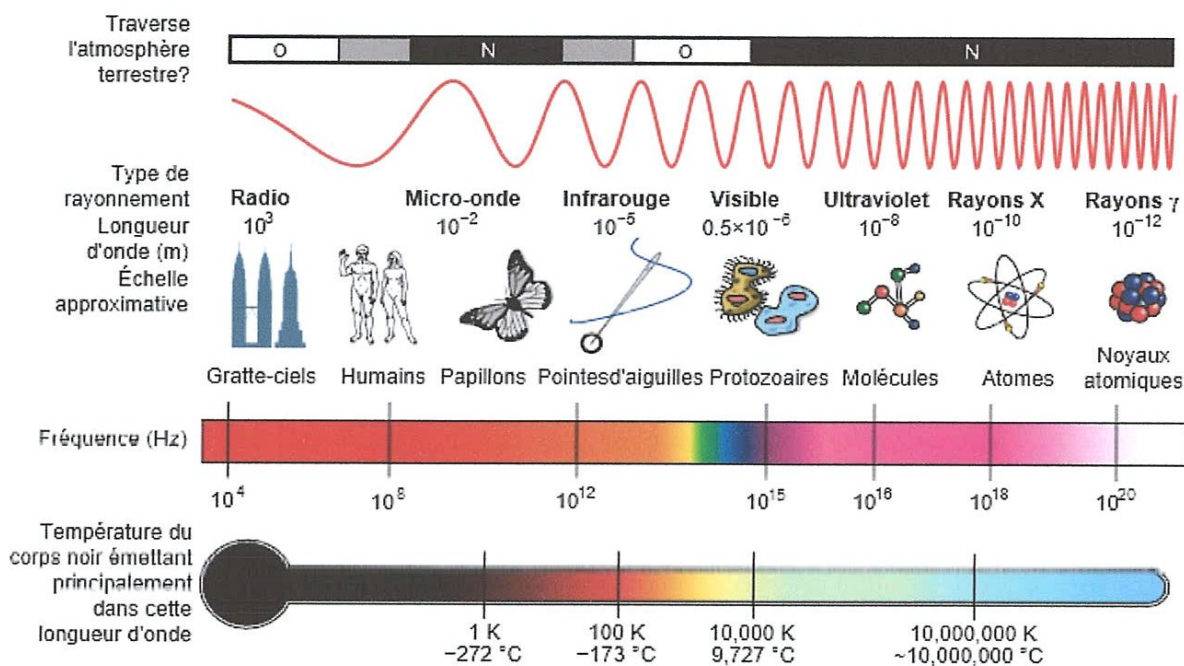 Traverse
l'atmosphère
terrestre?
O N O N
Type de
rayonnement
Longueur
d'onde (m)
Échelle
approximative
Radio Micro-onde Infrarouge Visible Ultraviolet Rayons X Rayons γ
10³ 10⁻² 10⁻⁵ 0.5×10⁻⁶ 10⁻⁸ 10⁻¹⁰ 10⁻¹²
Gratte-ciels Humains Papillons Pointesd'aiguilles Protozoaires Molécules Atomes Noyaux
atomiques
Fréquence (Hz)
10⁴ 10⁸ 10¹² 10¹⁵ 10¹⁶ 10¹⁸ 10²⁰
Température du
corps noir émettant
principalement
dans cette
longueur d'onde
1 K 100 K 10,000 K 10,000,000 K
−272 °C −173 °C 9,727 °C ~10,000,000 °C